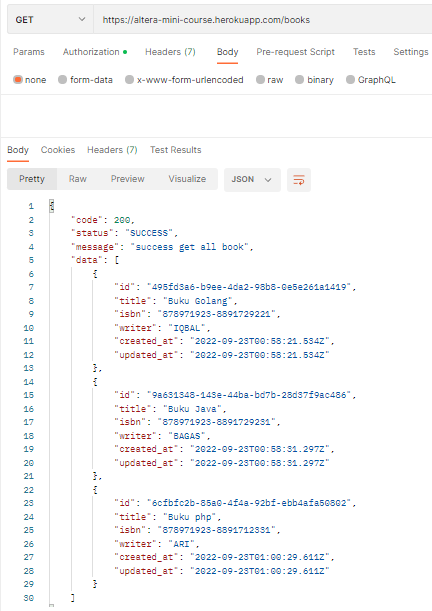 GET https://altera-mini-course.herokuapp.com/books
Params Authorization Headers (7) Body Pre-request Script Tests Settings
none form-data x-www-form-urlencoded raw binary GraphQL
Body Cookies Headers (7) Test Results
Pretty Raw Preview Visualize JSON
1 {
2 "code": 200,
3 "status": "SUCCESS",
4 "message": "success get all book",
5 "data": [
6 {
7 "id": "495fd3a6-b9ee-4da2-98b8-0e5e261a1419",
8 "title": "Buku Golang",
9 "isbn": "878971923-8891729221",
10 "writer": "IQBAL",
11 "created_at": "2022-09-23T00:58:21.534Z",
12 "updated_at": "2022-09-23T00:58:21.534Z"
13 },
14 {
15 "id": "9a631348-143e-44ba-bd7b-28d37f9ac486",
16 "title": "Buku Java",
17 "isbn": "878971923-8891729231",
18 "writer": "BAGAS",
19 "created_at": "2022-09-23T00:58:31.297Z",
20 "updated_at": "2022-09-23T00:58:31.297Z"
21 },
22 {
23 "id": "6cfbfc2b-85a0-4f4a-92bf-ebb4afa50802",
24 "title": "Buku php",
25 "isbn": "878971923-8891712331",
26 "writer": "ARI",
27 "created_at": "2022-09-23T01:00:29.611Z",
28 "updated_at": "2022-09-23T01:00:29.611Z"
29 }
30 ]